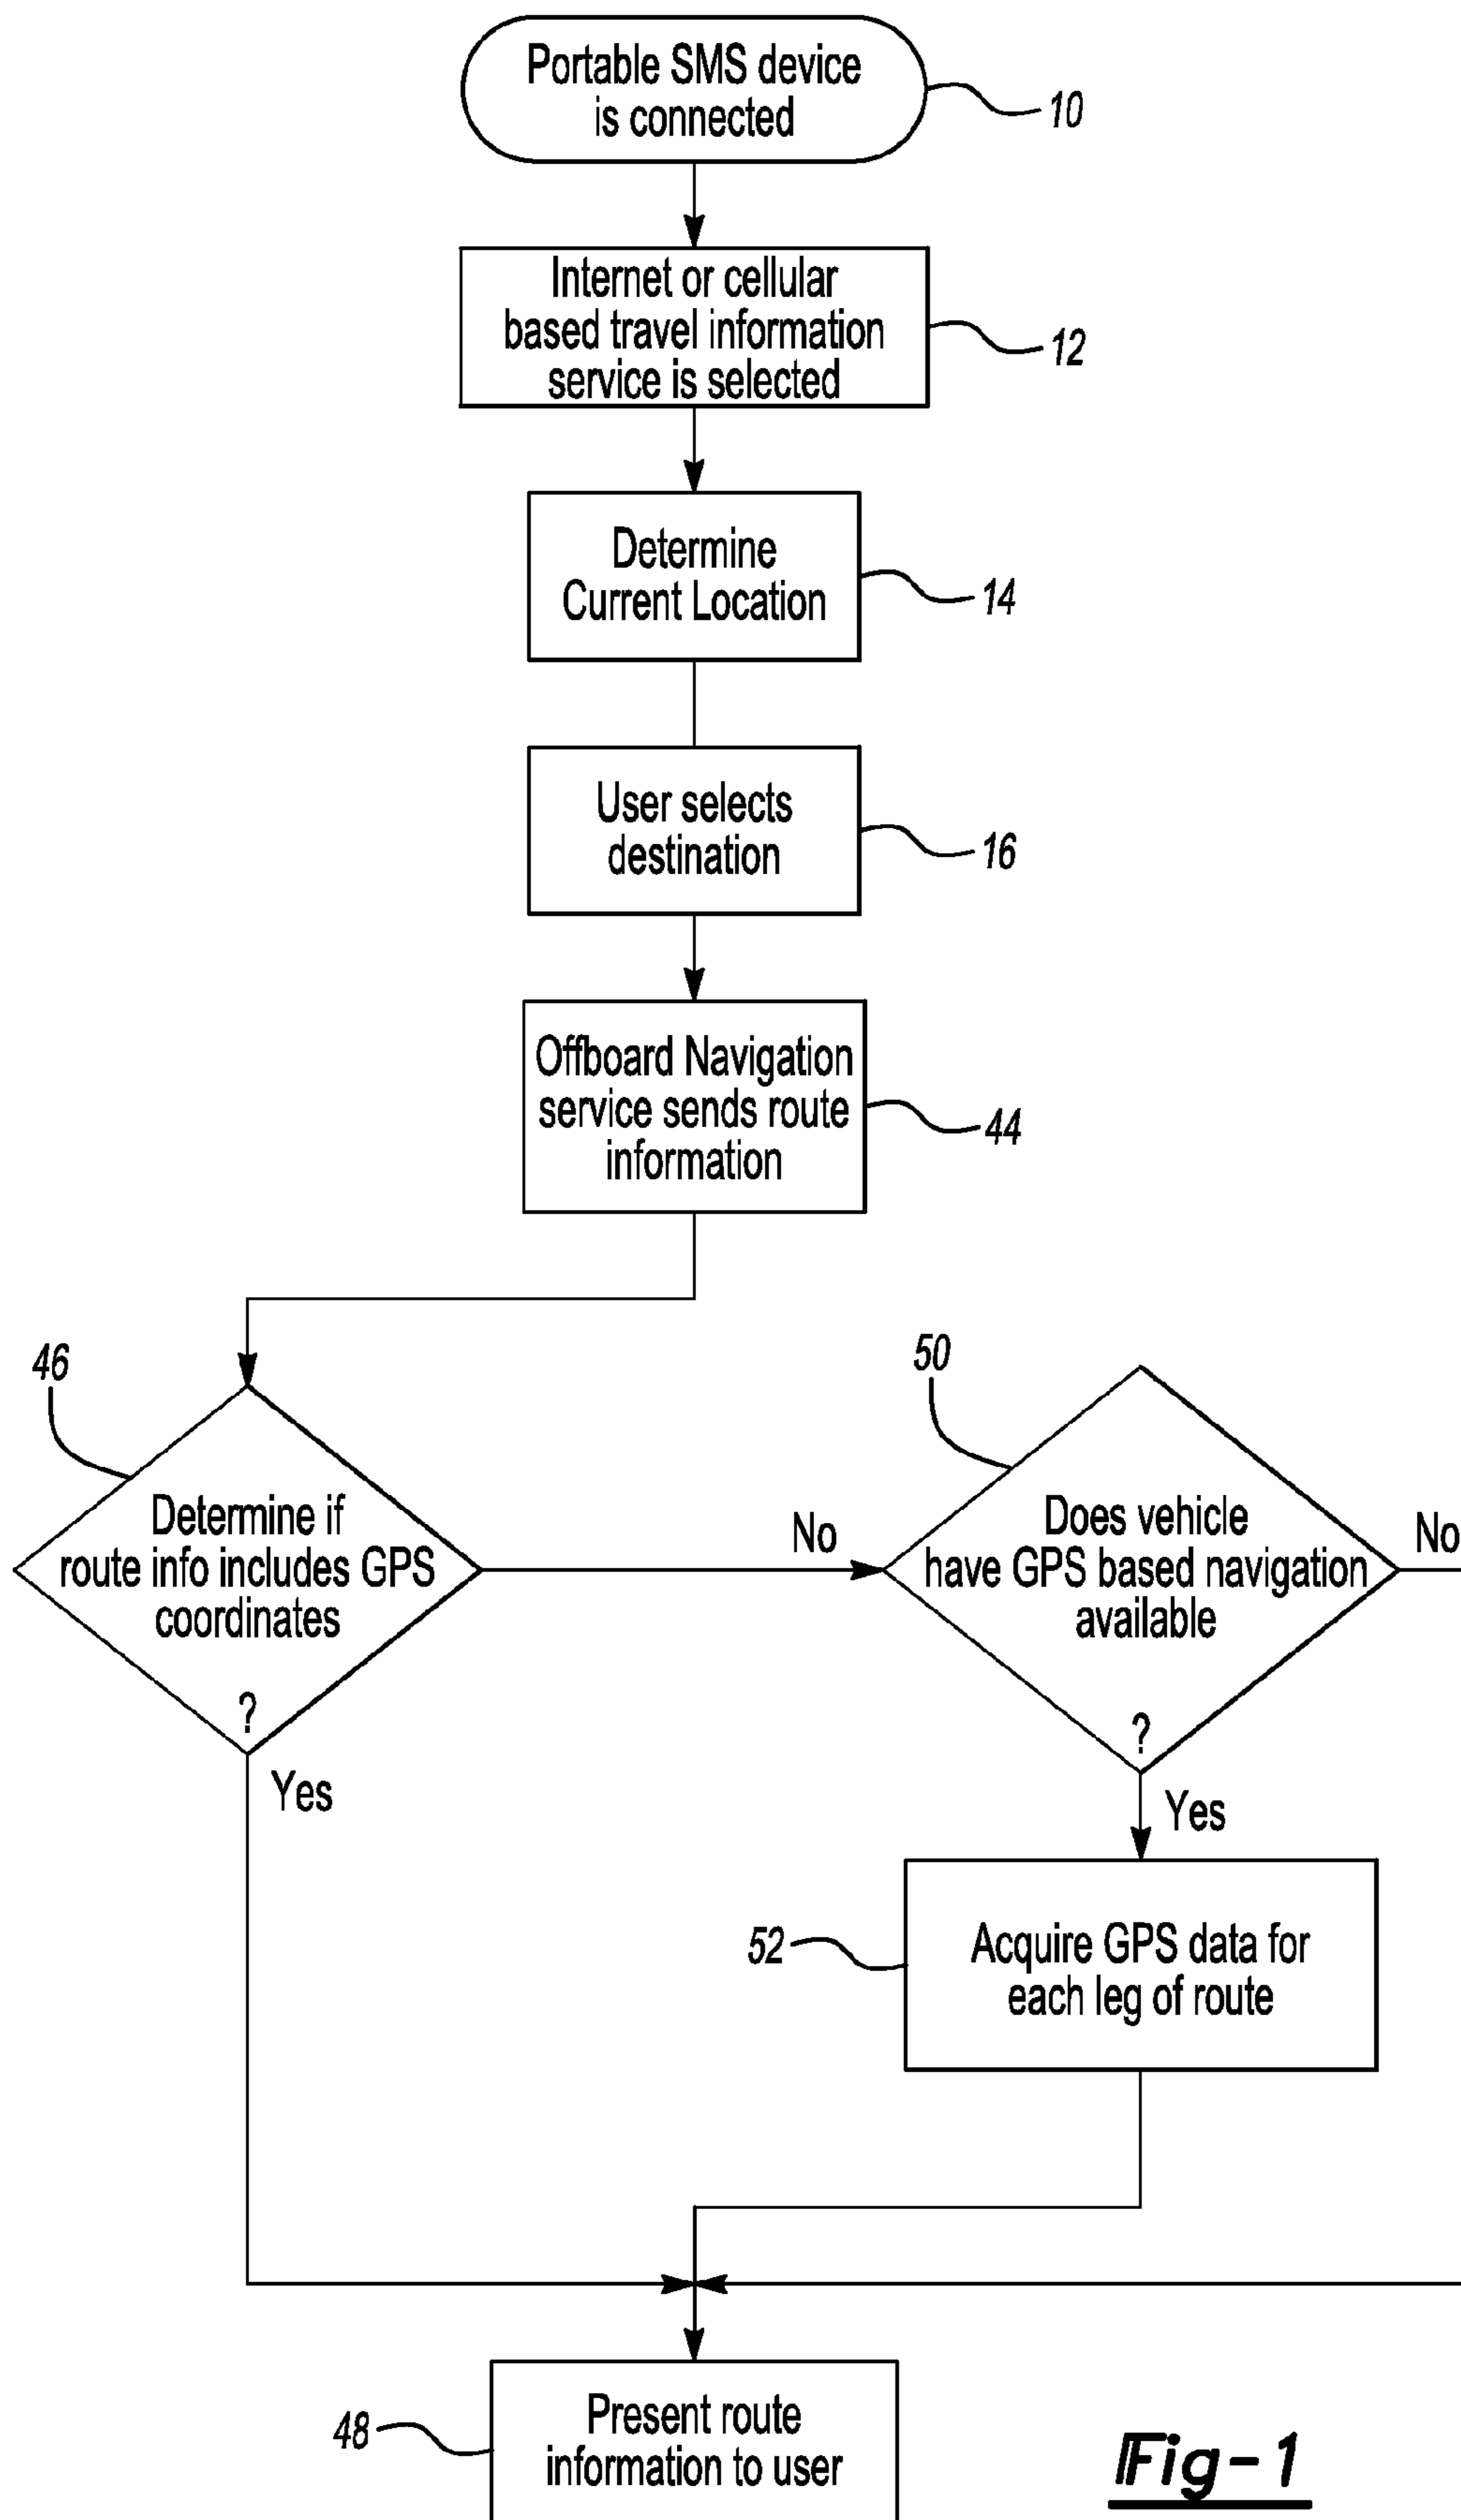 Portable SMS device
is connected
10
Internet or cellular
based travel information
service is selected
12
Determine
Current Location
14
User selects
destination
16
Offboard Navigation
service sends route
information
44
46
Determine if
route info includes GPS
coordinates
?
No
Yes
50
Does vehicle
have GPS based navigation
available
?
No
Yes
52
Acquire GPS data for
each leg of route
48
Present route
information to user
Fig-1